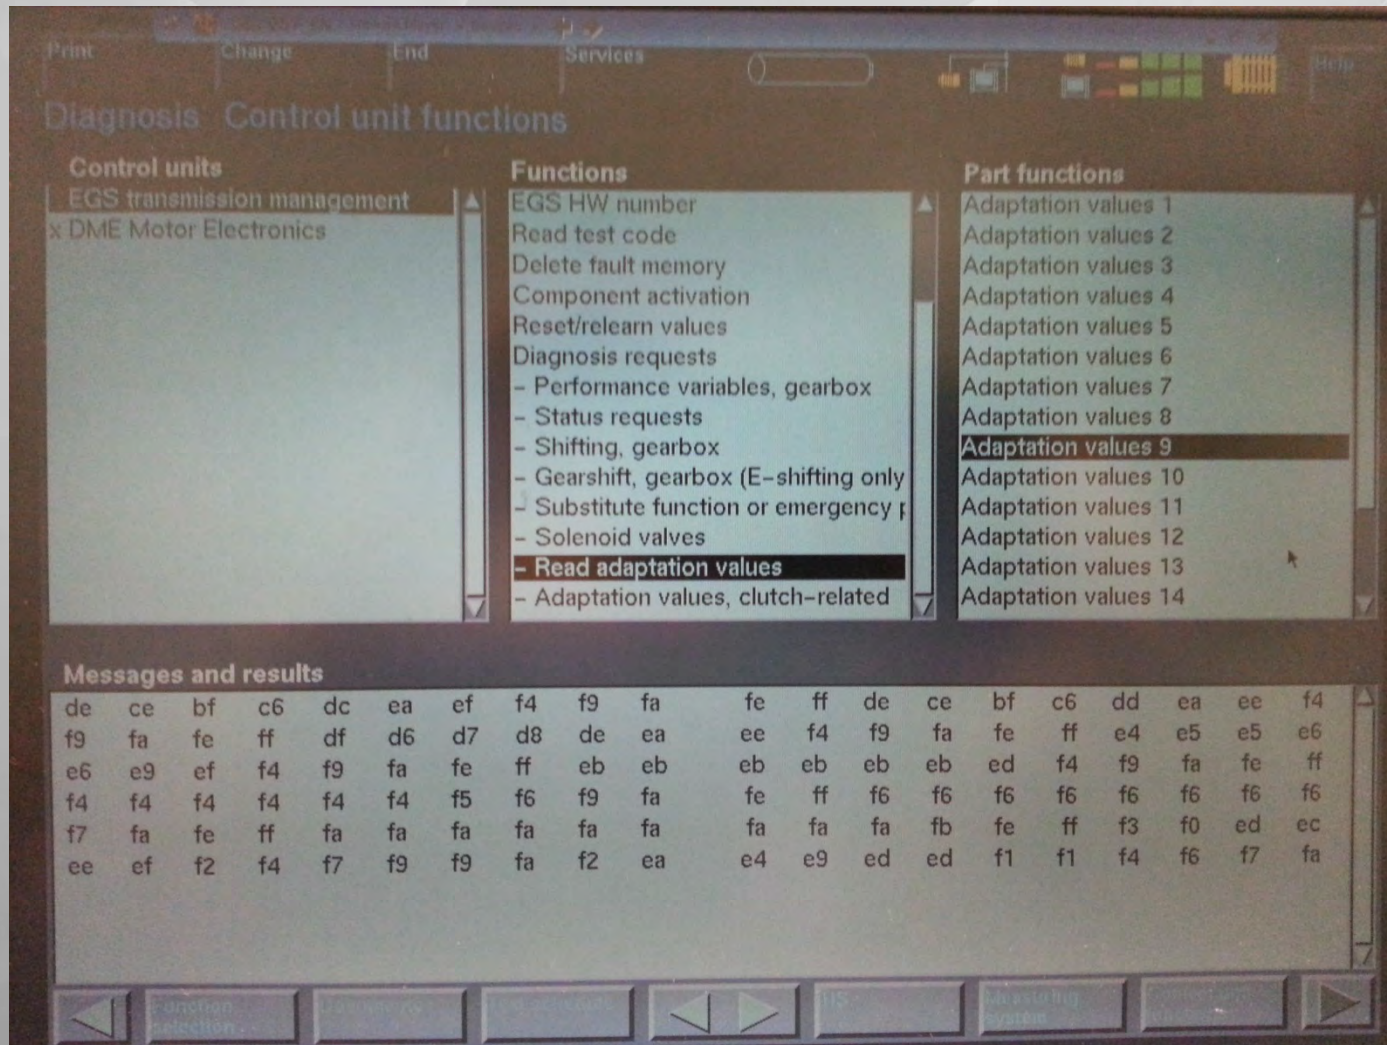 Print Change End Services Help
Diagnosis Control unit functions
Control units
EGS transmission management
x DME Motor Electronics
Functions
EGS HW number
Read test code
Delete fault memory
Component activation
Reset/relearn values
Diagnosis requests
- Performance variables, gearbox
- Status requests
- Shifting, gearbox
- Gearshift, gearbox (E-shifting only
- Substitute function or emergency p
- Solenoid valves
- Read adaptation values
- Adaptation values, clutch-related
Part functions
Adaptation values 1
Adaptation values 2
Adaptation values 3
Adaptation values 4
Adaptation values 5
Adaptation values 6
Adaptation values 7
Adaptation values 8
Adaptation values 9
Adaptation values 10
Adaptation values 11
Adaptation values 12
Adaptation values 13
Adaptation values 14
Messages and results
de ce bf c6 dc ea ef f4 f9 fa fe ff de ce bf c6 dd ea ee f4
f9 fa fe ff df d6 d7 d8 de ea ee f4 f9 fa fe ff e4 e5 e5 e6
e6 e9 ef f4 f9 fa fe ff eb eb eb eb eb eb ed f4 f9 fa fe ff
f4 f4 f4 f4 f4 f4 f5 f6 f9 fa fe ff f6 f6 f6 f6 f6 f6 f6 f6
f7 fa fe ff fa fa fa fa fa fa fa fa fa fb fe ff f3 f0 ed ec
ee ef f2 f4 f7 f9 f9 fa f2 ea e4 e9 ed ed f1 f1 f4 f6 f7 fa
Function
selection
Measuring
system